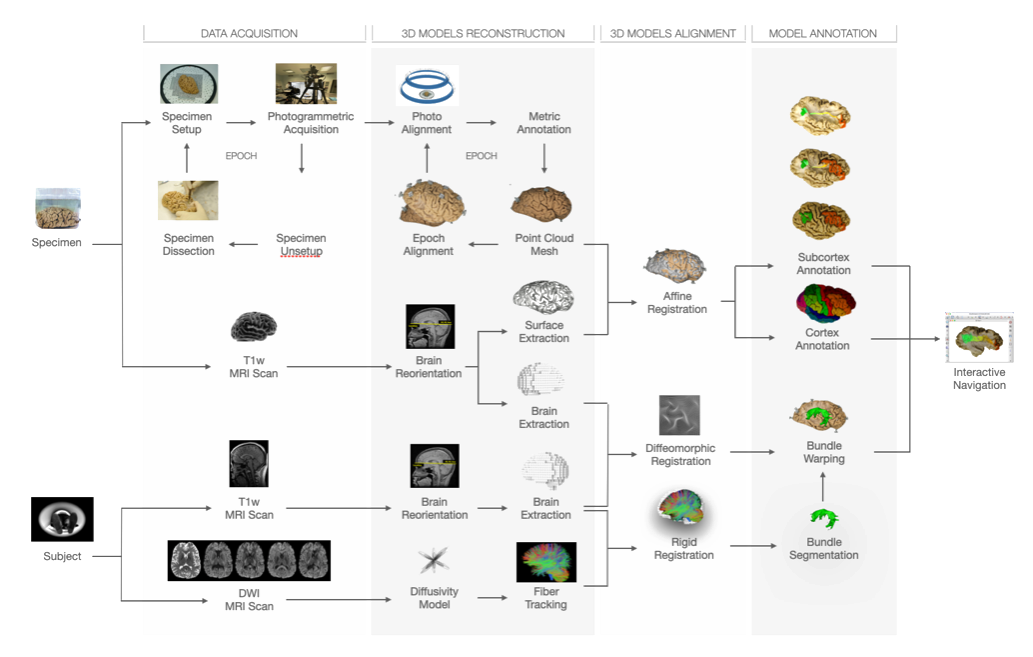 DATA ACQUISITION
3D MODELS RECONSTRUCTION
3D MODELS ALIGNMENT
MODEL ANNOTATION
Specimen
Setup
Photogrammetric
Acquisition
Photo
Alignment
Metric
Annotation
EPOCH
EPOCH
Specimen
Specimen
Dissection
Specimen
Unsetup
Epoch
Alignment
Point Cloud
Mesh
Subcortex
Annotation
Affine
Registration
Surface
Extraction
Cortex
Annotation
T1w
MRI Scan
Brain
Reorientation
Interactive
Navigation
Brain
Extraction
Diffeomorphic
Registration
Bundle
Warping
T1w
MRI Scan
Brain
Reorientation
Brain
Extraction
Subject
Rigid
Registration
Bundle
Segmentation
DWI
MRI Scan
Diffusivity
Model
Fiber
Tracking